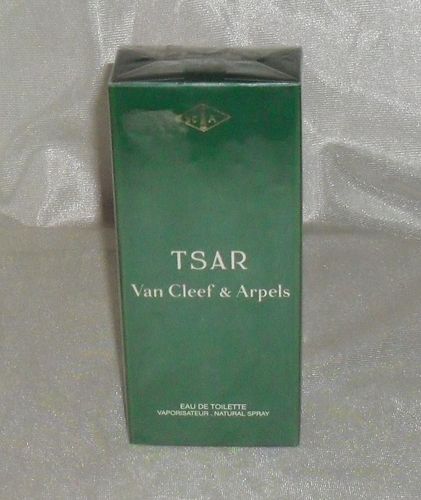 TSAR
Van Cleef & Arpels
EAU DE TOILETTE
VAPORISATEUR . NATURAL SPRAY